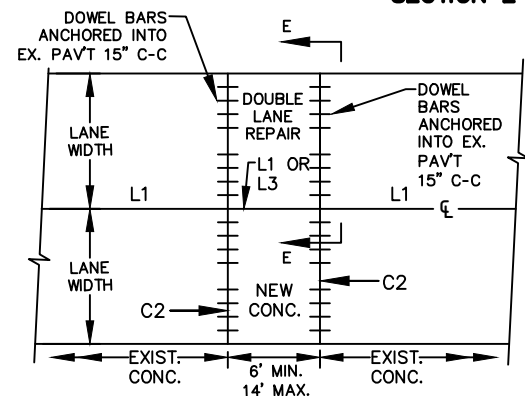 SECTION E
DOWEL BARS
ANCHORED INTO
EX. PAV'T 15" C-C
E
DOUBLE
LANE
REPAIR
DOWEL
BARS
ANCHORED
INTO EX.
PAV'T
15" C-C
LANE
WIDTH
L1 OR
L3
L1
L1
℄
LANE
WIDTH
E
NEW
CONC.
C2
C2
EXIST.
CONC.
6' MIN.
14' MAX.
EXIST.
CONC.